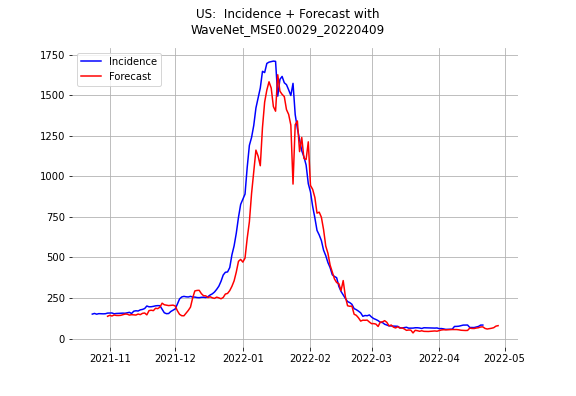 US:  Incidence + Forecast with
WaveNet_MSE0.0029_20220409
Incidence
Forecast
1750
1500
1250
1000
750
500
250
0
2021-11 2021-12 2022-01 2022-02 2022-03 2022-04 2022-05